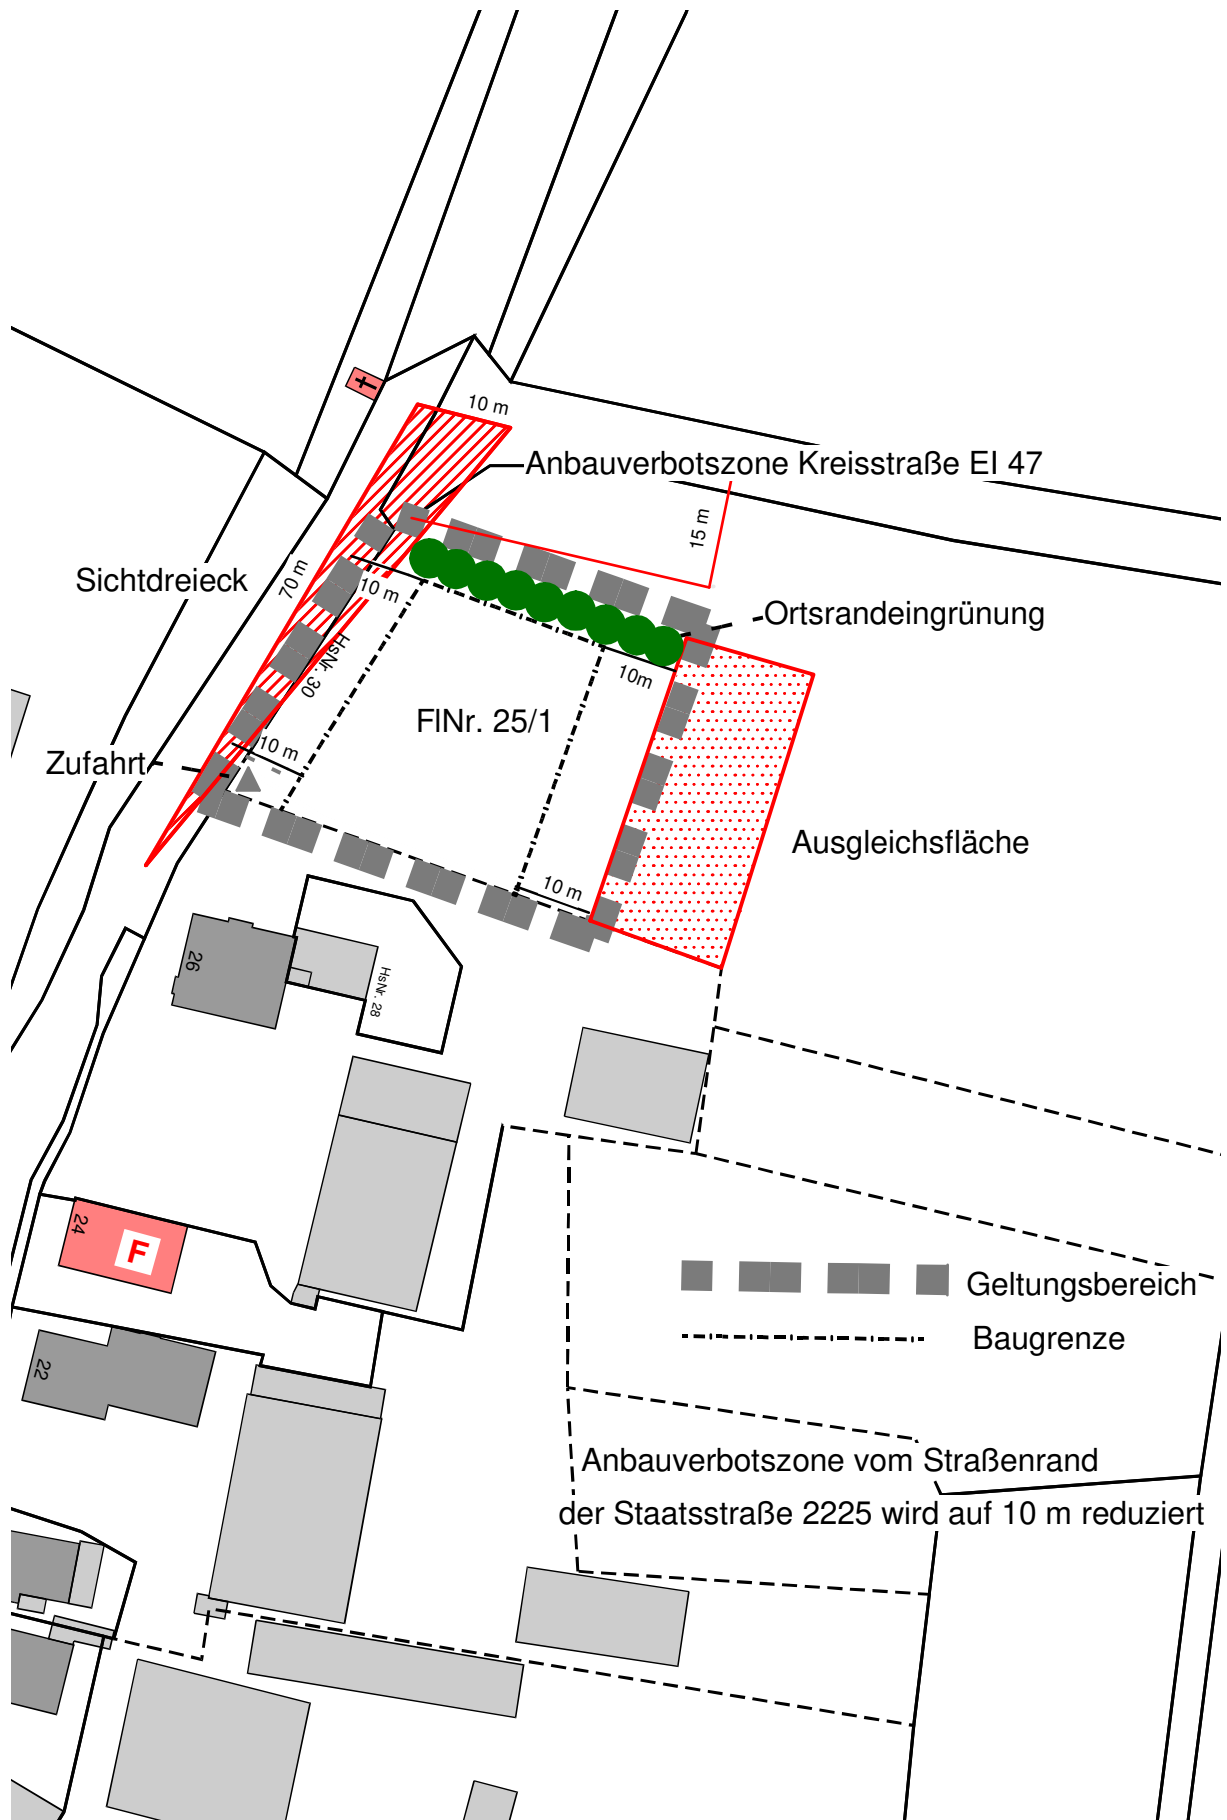 10 m
Anbauverbotszone Kreisstraße EI 47
15 m
70 m
Sichtdreieck
10 m
Ortsrandeingrünung
HsNr. 30
10m
FlNr. 25/1
10 m
Zufahrt
Ausgleichsfläche
10 m
26
HsNr. 28
24
F
Geltungsbereich
Baugrenze
22
Anbauverbotszone vom Straßenrand
der Staatsstraße 2225 wird auf 10 m reduziert